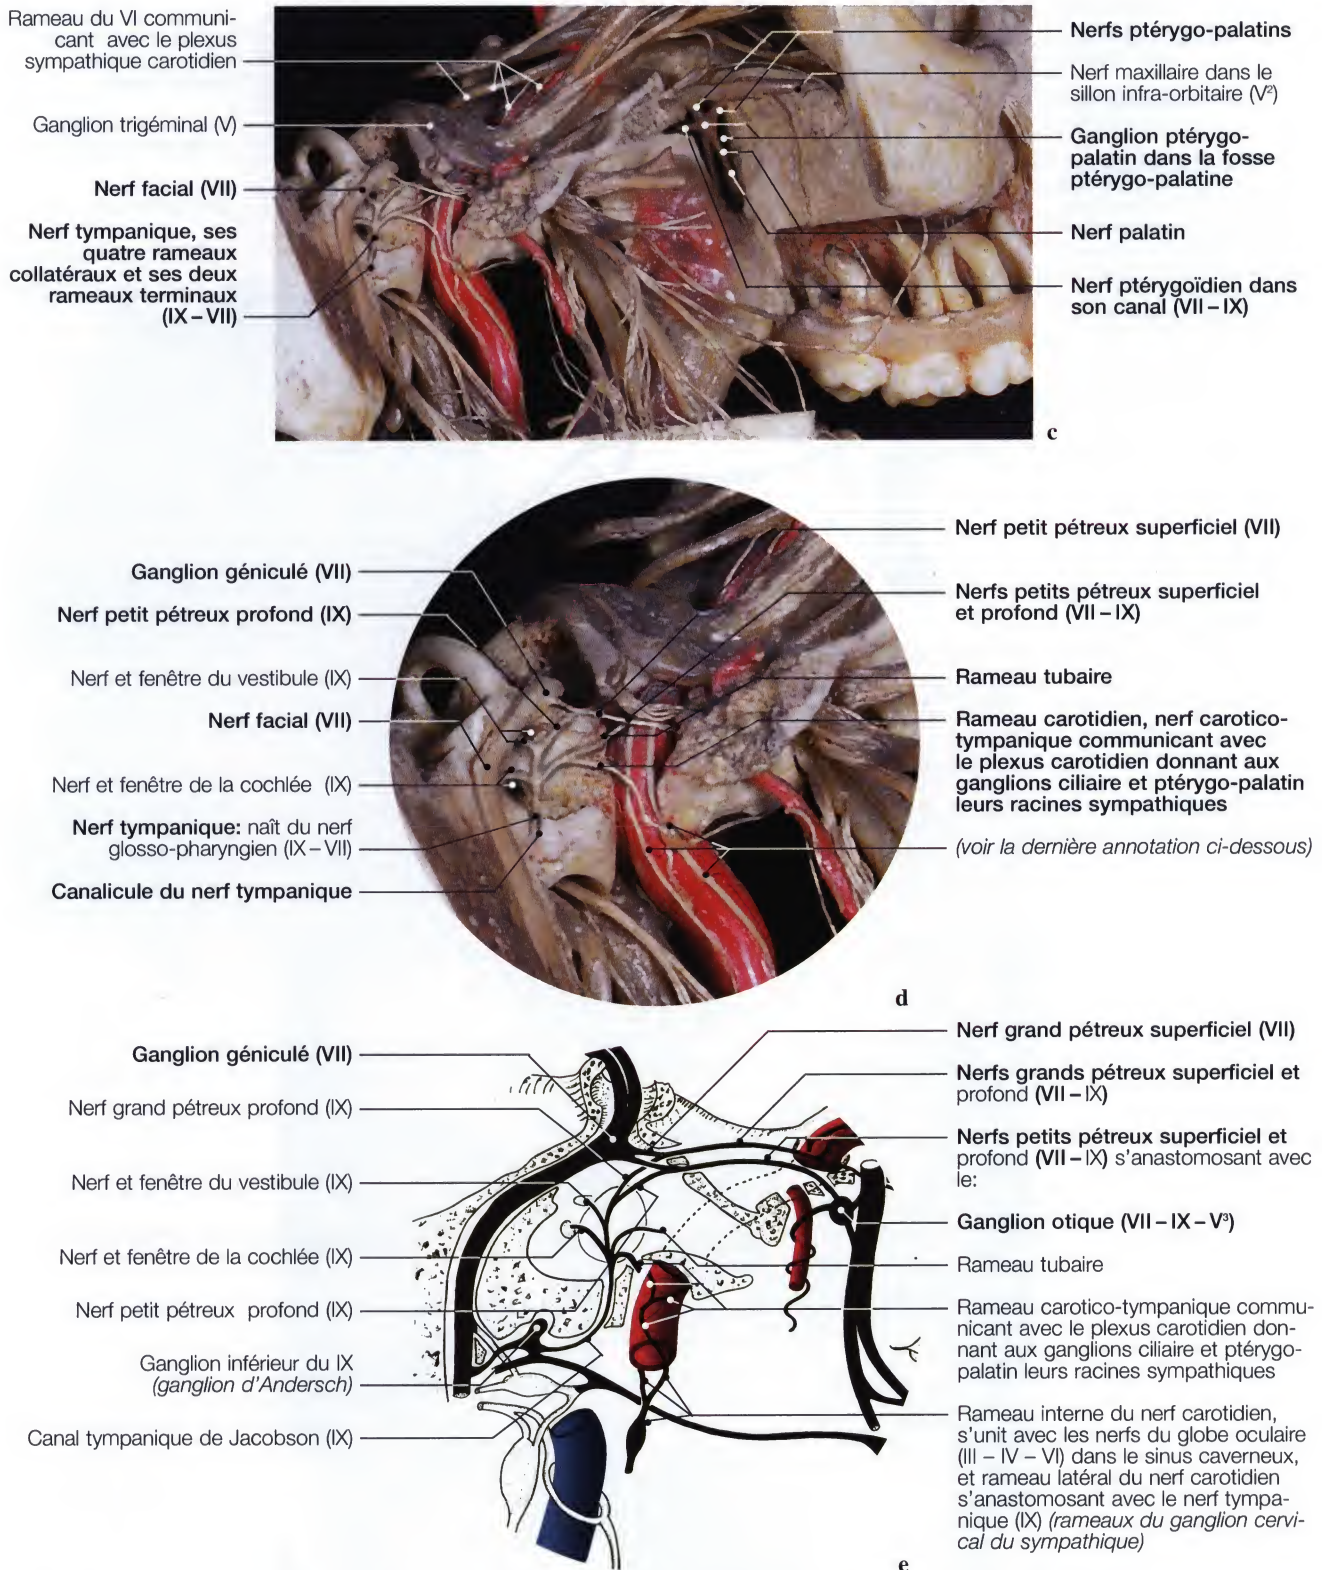 Rameau du VI communi-
cant avec le plexus
sympathique carotidien
Ganglion trigéminal (V)
Nerf facial (VII)
Nerf tympanique, ses
quatre rameaux
collatéraux et ses deux
rameaux terminaux
(IX – VII)
Nerfs ptérygo-palatins
Nerf maxillaire dans le
sillon infra-orbitaire (V²)
Ganglion ptérygo-
palatin dans la fosse
ptérygo-palatine
Nerf palatin
Nerf ptérygoïdien dans
son canal (VII – IX)
c
Ganglion géniculé (VII)
Nerf petit pétreux profond (IX)
Nerf et fenêtre du vestibule (IX)
Nerf facial (VII)
Nerf et fenêtre de la cochlée (IX)
Nerf tympanique: naît du nerf
glosso-pharyngien (IX – VII)
Canalicule du nerf tympanique
Nerf petit pétreux superficiel (VII)
Nerfs petits pétreux superficiel
et profond (VII – IX)
Rameau tubaire
Rameau carotidien, nerf carotico-
tympanique communicant avec
le plexus carotidien donnant aux
ganglions ciliaire et ptérygo-palatin
leurs racines sympathiques
(voir la dernière annotation ci-dessous)
d
Ganglion géniculé (VII)
Nerf grand pétreux profond (IX)
Nerf et fenêtre du vestibule (IX)
Nerf et fenêtre de la cochlée (IX)
Nerf petit pétreux profond (IX)
Ganglion inférieur du IX
(ganglion d'Andersch)
Canal tympanique de Jacobson (IX)
Nerf grand pétreux superficiel (VII)
Nerfs grands pétreux superficiel et
profond (VII – IX)
Nerfs petits pétreux superficiel et
profond (VII – IX) s'anastomosant avec
le:
Ganglion otique (VII – IX – V³)
Rameau tubaire
Rameau carotico-tympanique commu-
nicant avec le plexus carotidien don-
nant aux ganglions ciliaire et ptérygo-
palatin leurs racines sympathiques
Rameau interne du nerf carotidien,
s'unit avec les nerfs du globe oculaire
(III – IV – VI) dans le sinus caverneux,
et rameau latéral du nerf carotidien
s'anastomosant avec le nerf tympa-
nique (IX) (rameaux du ganglion cervi-
cal du sympathique)
e